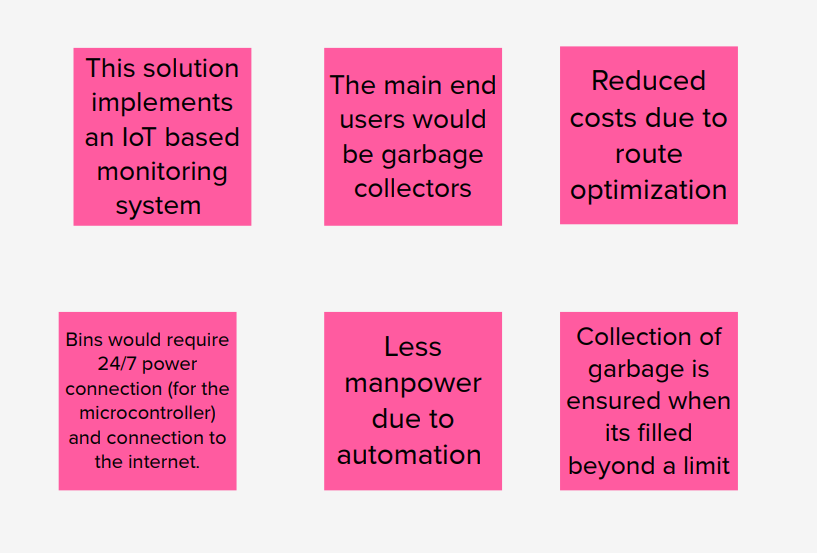 This solution
implements
an IoT based
monitoring
system
The main end
users would
be garbage
collectors
Reduced
costs due to
route
optimization
Bins would require
24/7 power
connection (for the
microcontroller)
and connection to
the internet.
Less
manpower
due to
automation
Collection of
garbage is
ensured when
its filled
beyond a limit